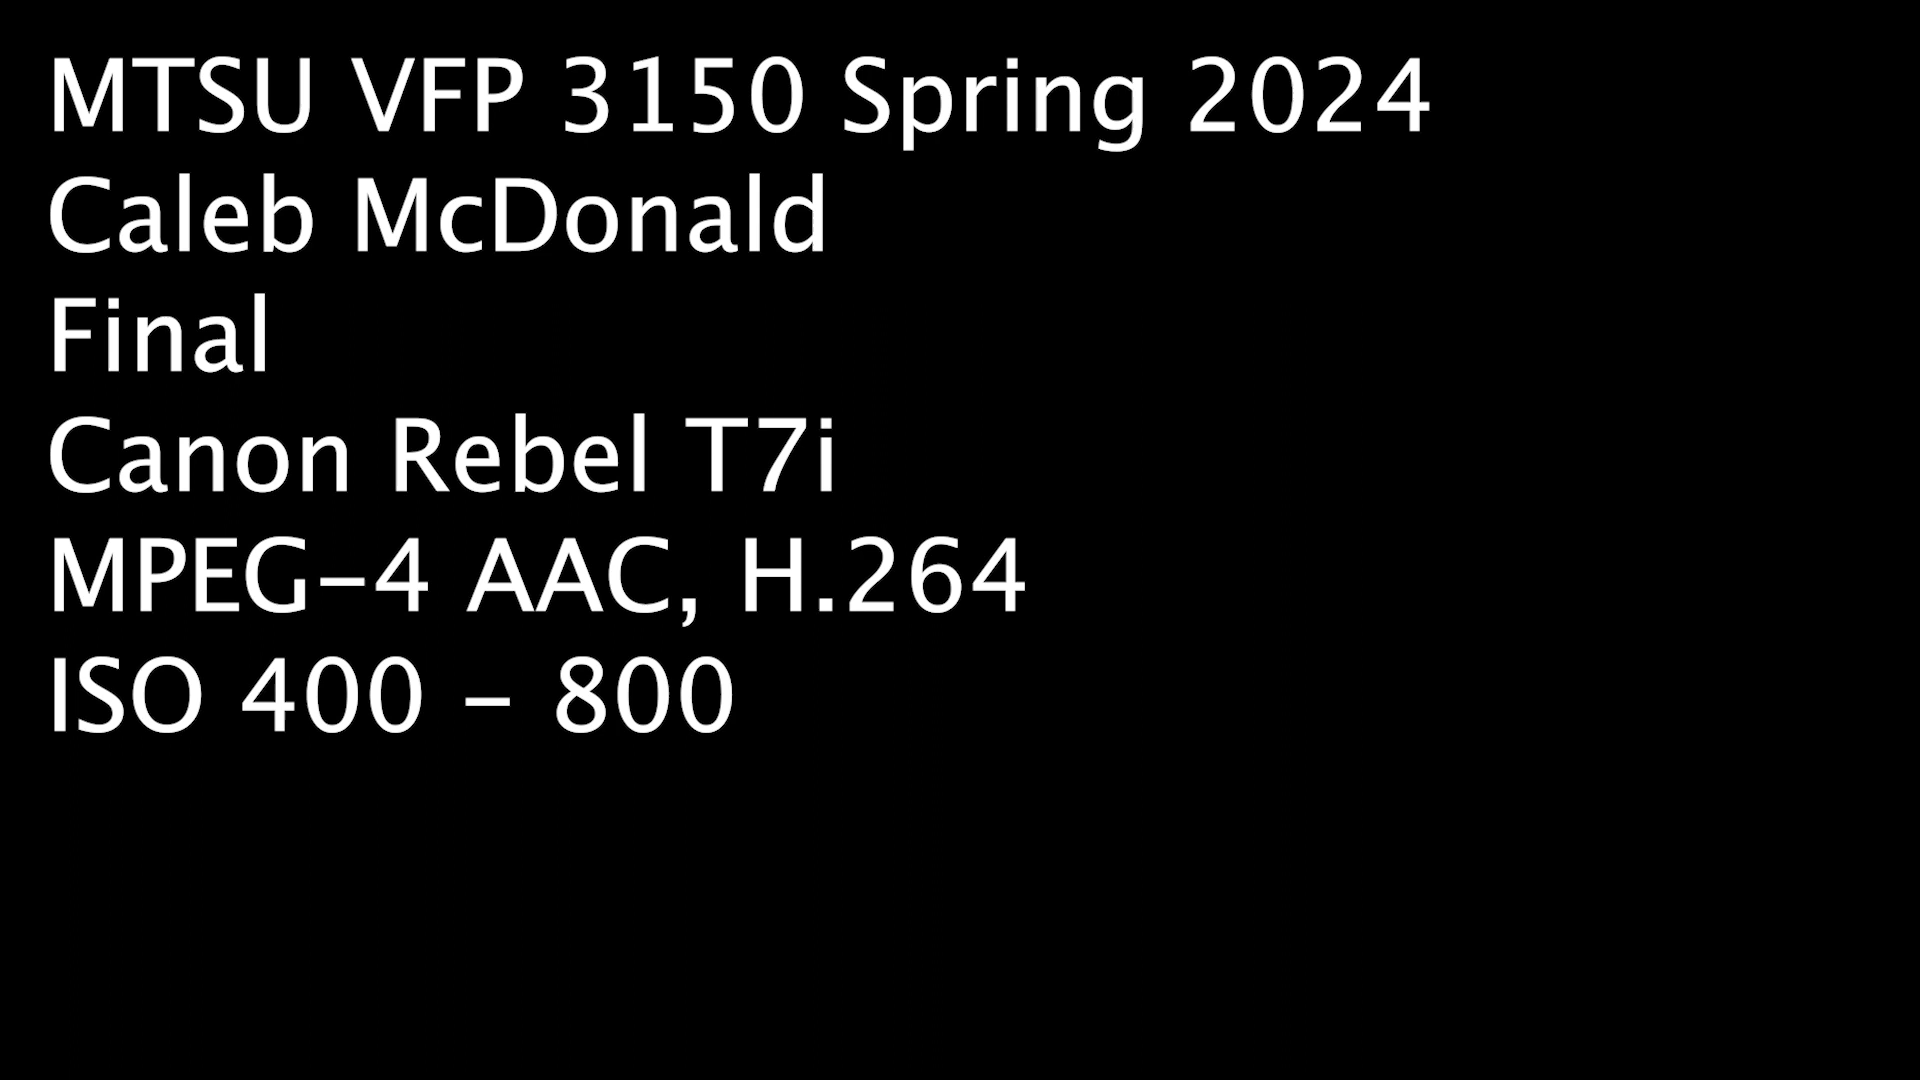 MTSU VFP 3150 Spring 2024
Caleb McDonald
Final
Canon Rebel T7i
MPEG-4 AAC, H.264
ISO 400 - 800